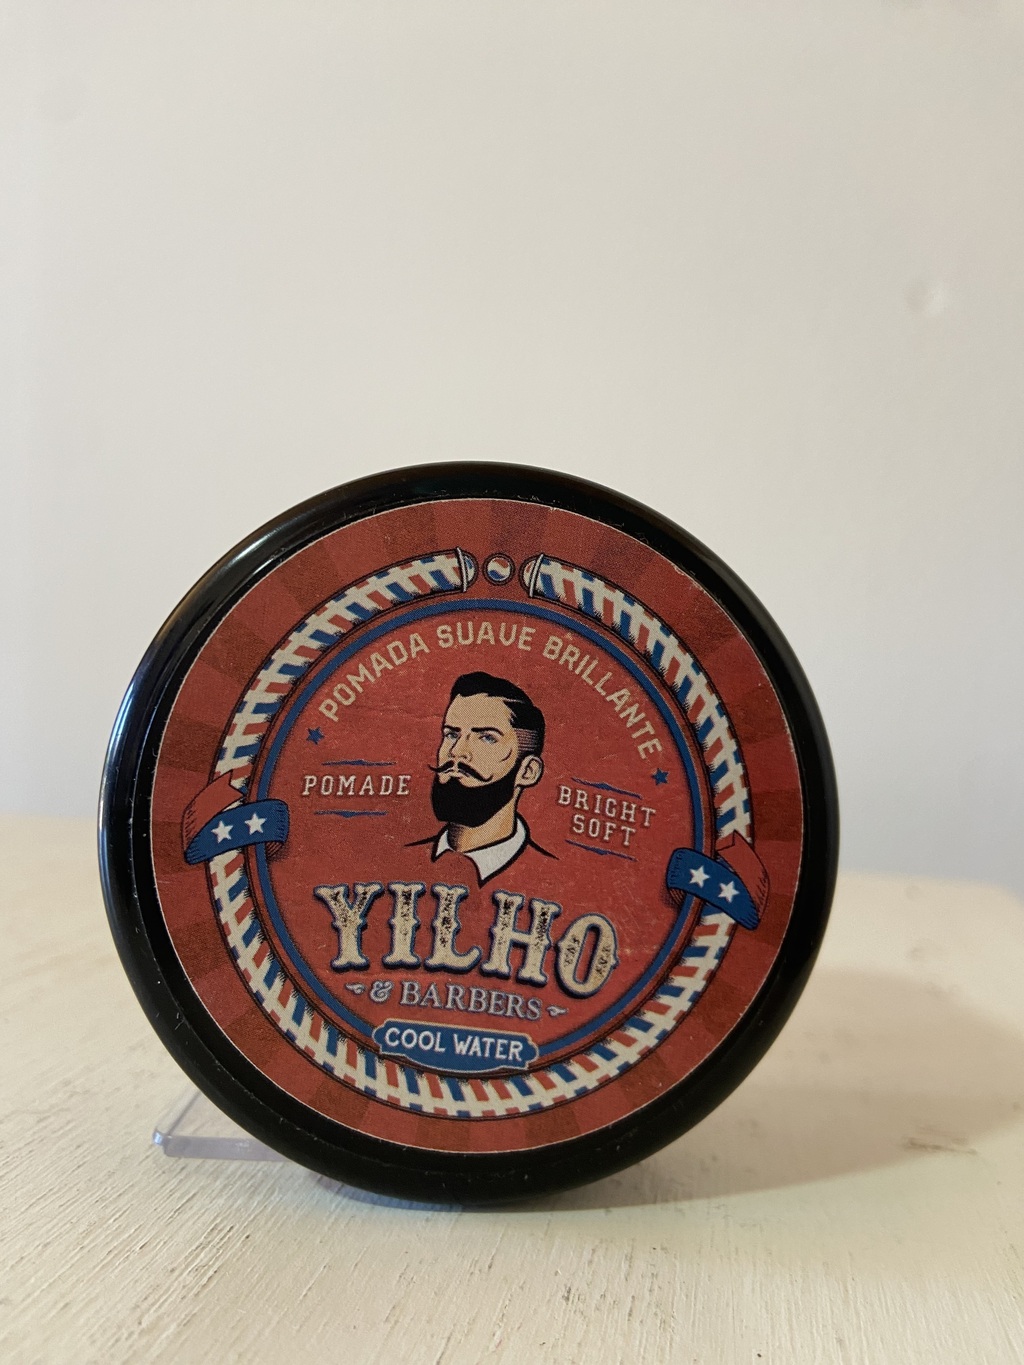 POMADA SUAVE BRILLANTE
POMADE
BRIGHT
SOFT
YILHO
& BARBERS
COOL WATER